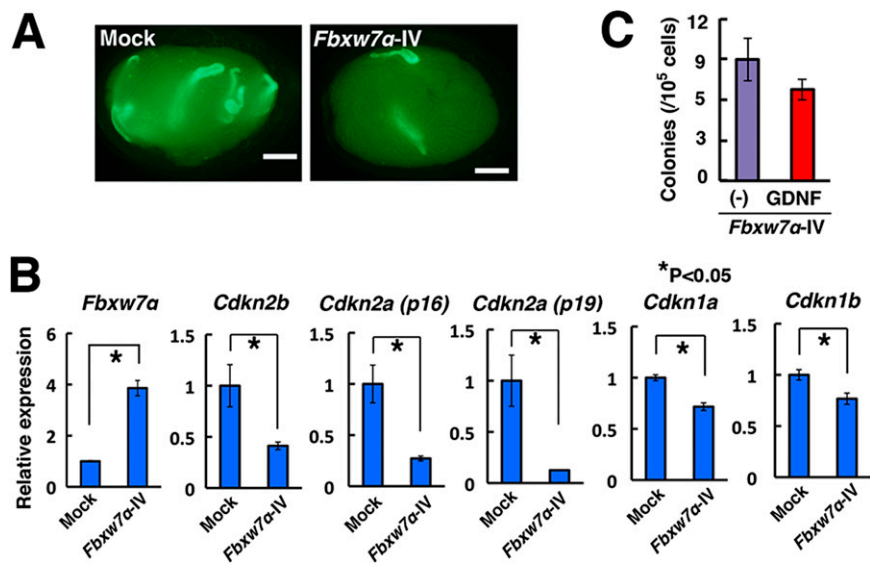 A
Mock
Fbxw7α-IV
C
Colonies (/10⁵ cells)
12
9
5
3
0
(-) GDNF
Fbxw7α-IV
B
*P<0.05
Fbxw7α
Cdkn2b
Cdkn2a (p16)
Cdkn2a (p19)
Cdkn1a
Cdkn1b
Relative expression
6
4
2
0
*
Mock
Fbxw7α-IV
1.5
1
0.5
0
*
Mock
Fbxw7α-IV
1.5
1
0.5
0
*
Mock
Fbxw7α-IV
1.5
1
0.5
0
*
Mock
Fbxw7α-IV
1.5
1
0.5
0
*
Mock
Fbxw7α-IV
1.5
1
0.5
0
*
Mock
Fbxw7α-IV